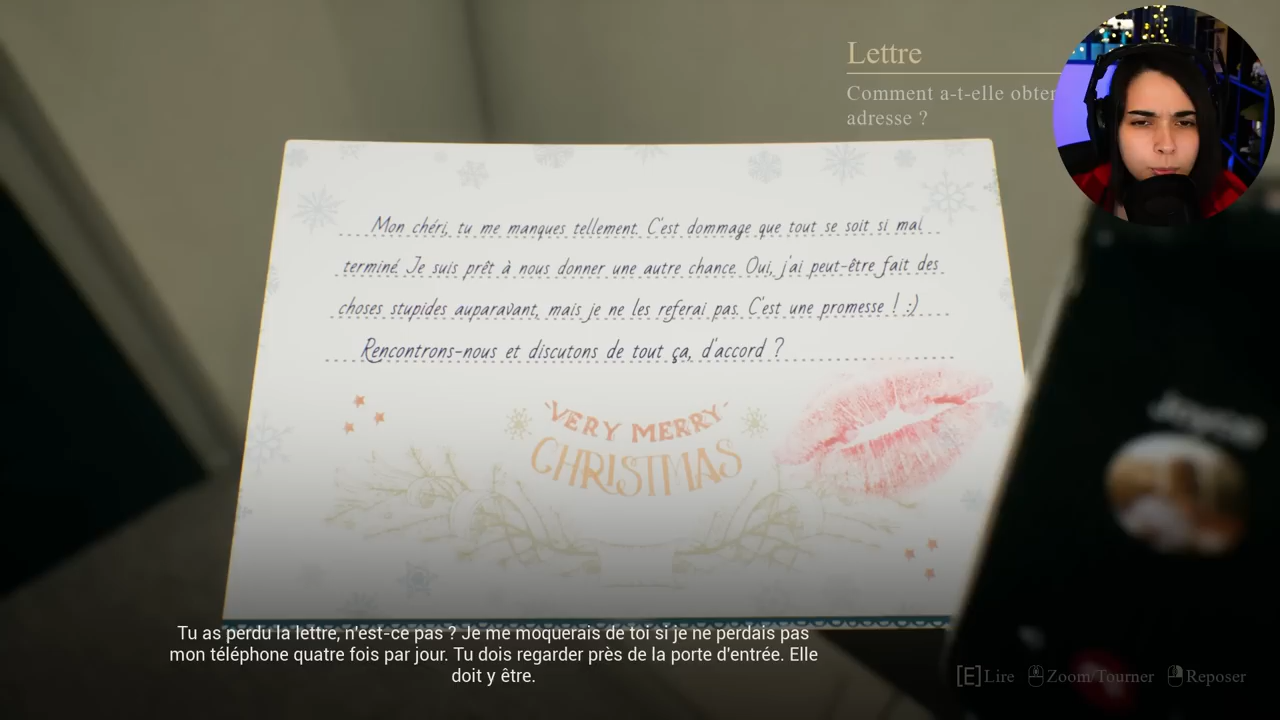 Lettre
Comment a-t-elle
adresse ?
Mon chéri, tu me manques tellement. C'est dommage que tout se soit si mal
terminé. Je suis prêt à nous donner une autre chance. Oui, j'ai peut-être fait des
choses stupides auparavant, mais je ne les referai pas. C'est une promesse ! :)
Rencontrons-nous et discutons de tout ça, d'accord ?
VERY MERRY
CHRISTMAS
Tu as perdu la lettre, n'est-ce pas ? Je me moquerais de toi si je ne perdais pas
mon téléphone quatre fois par jour. Tu dois regarder près de la porte d'entrée. Elle
doit y être.
[E] Lire Zoom/Tourner Reposer